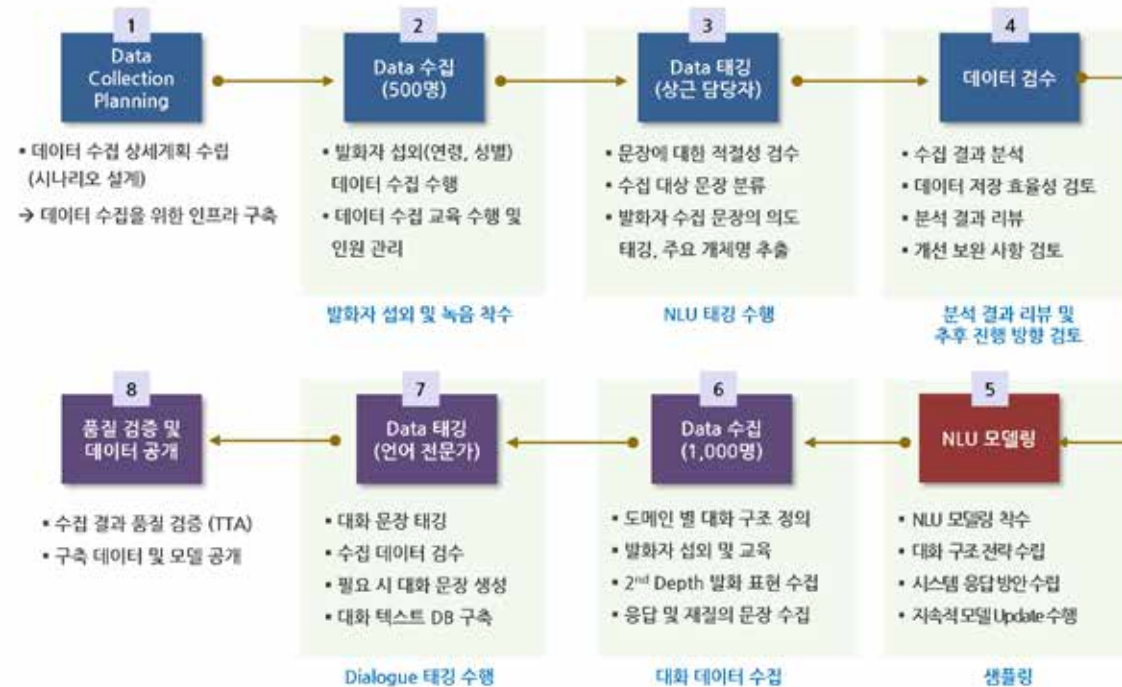 1
Data
Collection
Planning
▪ 데이터 수집 상세계획 수립
(시나리오 설계)
→ 데이터 수집을 위한 인프라 구축
2
Data 수집
(500명)
▪ 발화자 섭외(연령, 성별)
데이터 수집 수행
▪ 데이터 수집 교육 수행 및
인원 관리
발화자 섭외 및 녹음 착수
3
Data 태깅
(상근 담당자)
▪ 문장에 대한 적절성 검수
▪ 수집 대상 문장 분류
▪ 발화자 수집 문장의 의도
태깅, 주요 개체명 추출
NLU 태깅 수행
4
데이터 검수
▪ 수집 결과 분석
▪ 데이터 저장 효율성 검토
▪ 분석 결과 리뷰
▪ 개선 보완 사항 검토
분석 결과 리뷰 및
추후 진행 방향 검토
5
NLU 모델링
▪ NLU 모델링 착수
▪ 대화 구조 전략 수립
▪ 시스템 응답 방안 수립
▪ 지속적 모델 Update 수행
샘플링
6
Data 수집
(1,000명)
▪ 도메인 별 대화 구조 정의
▪ 발화자 섭외 및 교육
▪ 2nd Depth 발화 표현 수집
▪ 응답 및 재질의 문장 수집
대화 데이터 수집
7
Data 태깅
(언어 전문가)
▪ 대화 문장 태깅
▪ 수집 데이터 검수
▪ 필요 시 대화 문장 생성
▪ 대화 텍스트 DB 구축
Dialogue 태깅 수행
8
품질 검증 및
데이터 공개
▪ 수집 결과 품질 검증 (TTA)
▪ 구축 데이터 및 모델 공개